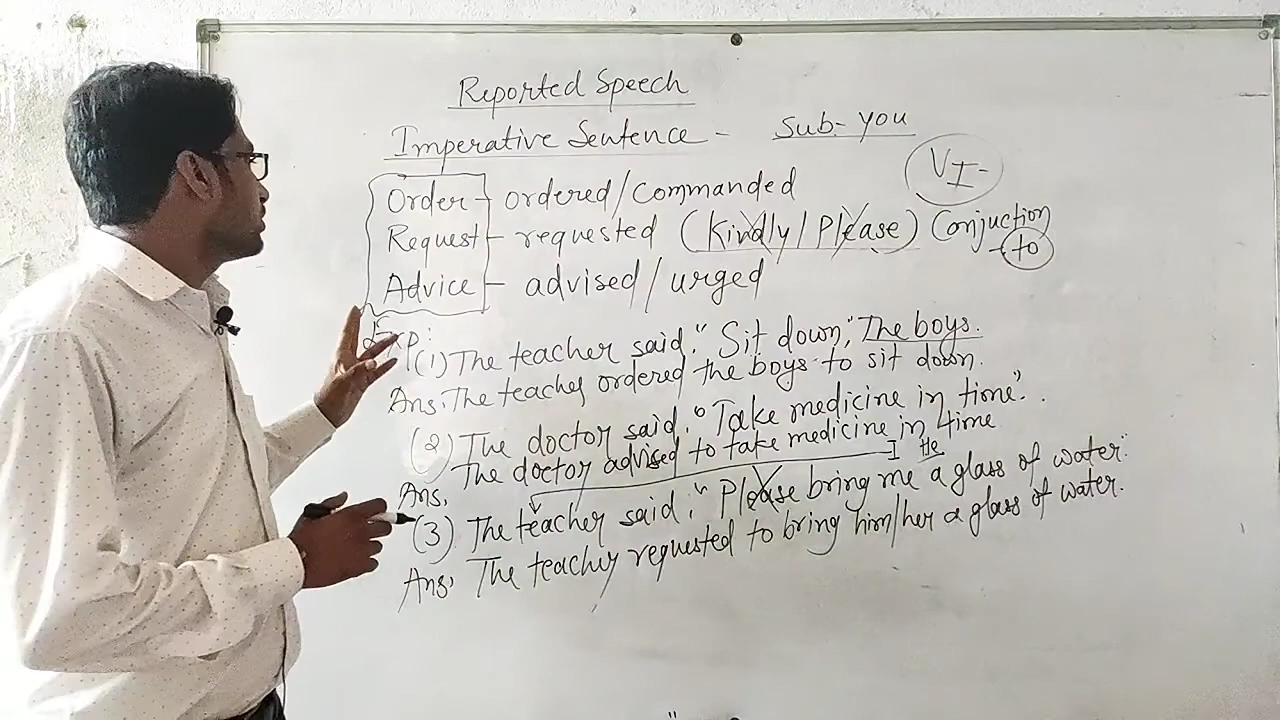 Reported Speech
Imperative Sentence - Sub- you
VI-
Order - ordered/commanded
Request - requested (Kindly/Please) Conjuction
- to
Advice - advised/urged
Exp:
(1) The teacher said." Sit down," The boys.
Ans. The teacher ordered the boys to sit down.
(2) The doctor said. "Take medicine in time".
Ans. The doctor advised to take medicine in time
He
(3) The teacher said. "Please bring me a glass of water."
Ans. The teacher requested to bring him/her a glass of water.